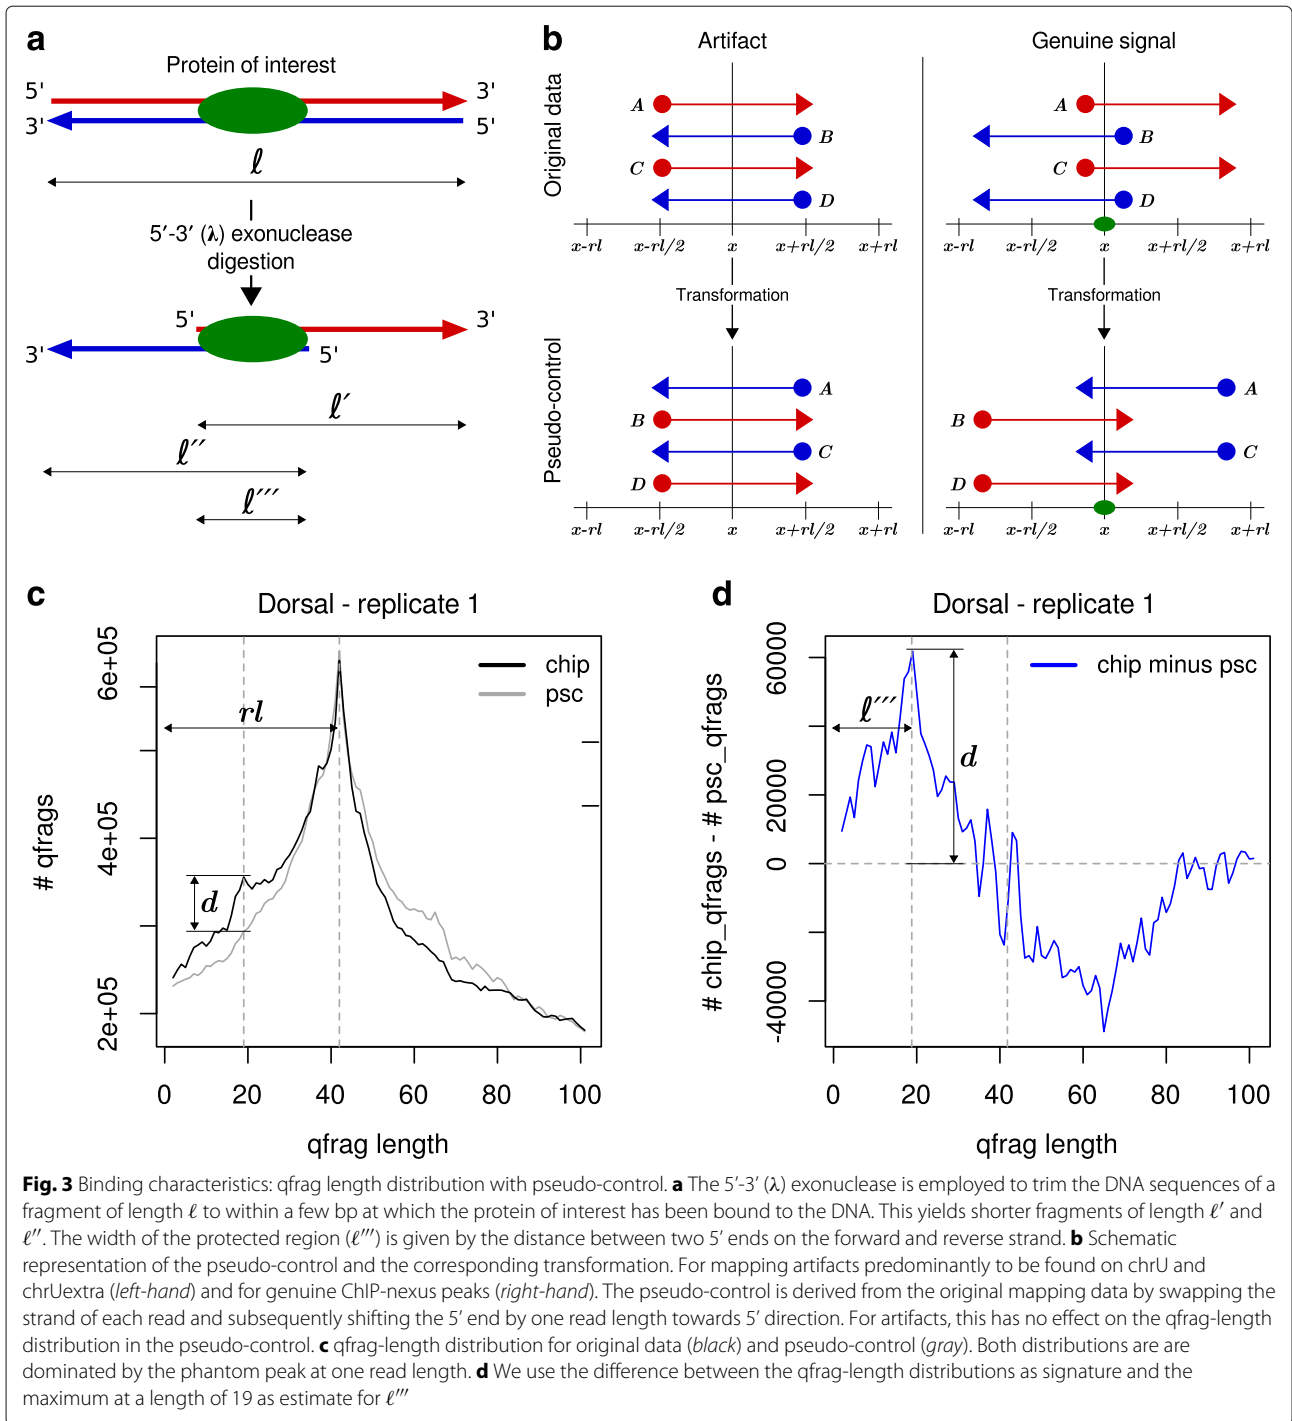 a
Protein of interest
5′
3′
3′
5′
ℓ
5′-3′ (λ) exonuclease
digestion
5′
3′
3′
5′
ℓ′
ℓ′′
ℓ′′′
b
Artifact
Genuine signal
Original data
A
B
C
D
x-rl
x-rl/2
x
x+rl/2
x+rl
A
B
C
D
x-rl
x-rl/2
x
x+rl/2
x+rl
Transformation
Transformation
Pseudo-control
A
B
C
D
x-rl
x-rl/2
x
x+rl/2
x+rl
A
B
C
D
x-rl
x-rl/2
x
x+rl/2
x+rl
c
Dorsal - replicate 1
# qfrags
2e+05
4e+05
6e+05
chip
psc
rl
d
0
20
40
60
80
100
qfrag length
d
Dorsal - replicate 1
# chip_qfrags - # psc_qfrags
-40000
0
20000
60000
chip minus psc
ℓ′′′
d
0
20
40
60
80
100
qfrag length
Fig. 3 Binding characteristics: qfrag length distribution with pseudo-control. a The 5′-3′ (λ) exonuclease is employed to trim the DNA sequences of a
fragment of length ℓ to within a few bp at which the protein of interest has been bound to the DNA. This yields shorter fragments of length ℓ′ and
ℓ′′. The width of the protected region (ℓ′′′) is given by the distance between two 5′ ends on the forward and reverse strand. b Schematic
representation of the pseudo-control and the corresponding transformation. For mapping artifacts predominantly to be found on chrU and
chrUextra (left-hand) and for genuine ChIP-nexus peaks (right-hand). The pseudo-control is derived from the original mapping data by swapping the
strand of each read and subsequently shifting the 5′ end by one read length towards 5′ direction. For artifacts, this has no effect on the qfrag-length
distribution in the pseudo-control. c qfrag-length distribution for original data (black) and pseudo-control (gray). Both distributions are are
dominated by the phantom peak at one read length. d We use the difference between the qfrag-length distributions as signature and the
maximum at a length of 19 as estimate for ℓ′′′